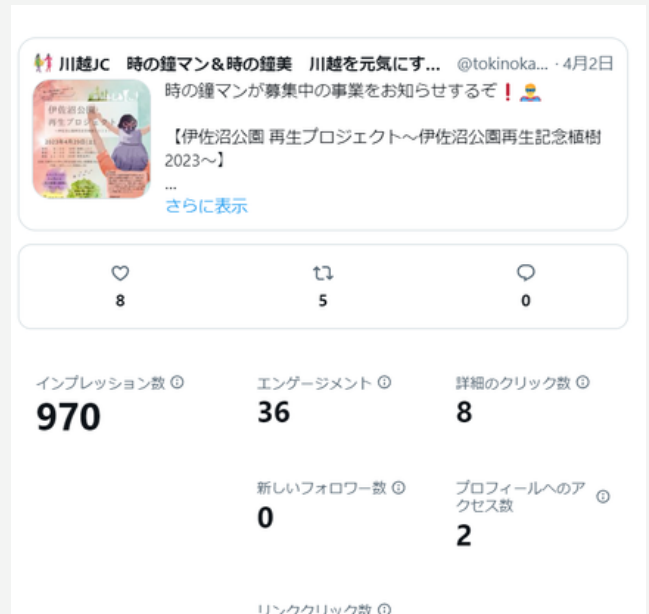 川越JC 時の鐘マン&時の鐘美 川越を元気にす... @tokinoka... · 4月2日
時の鐘マンが募集中の事業をお知らせするぞ❗
【伊佐沼公園 再生プロジェクト~伊佐沼公園再生記念植樹
2023~】
...
さらに表示
伊佐沼公園
再生プロジェクト
8 5 0
インプレッション数 エンゲージメント 詳細のクリック数
970 36 8
新しいフォロワー数 プロフィールへのア
クセス数
0 2
リンククリック数